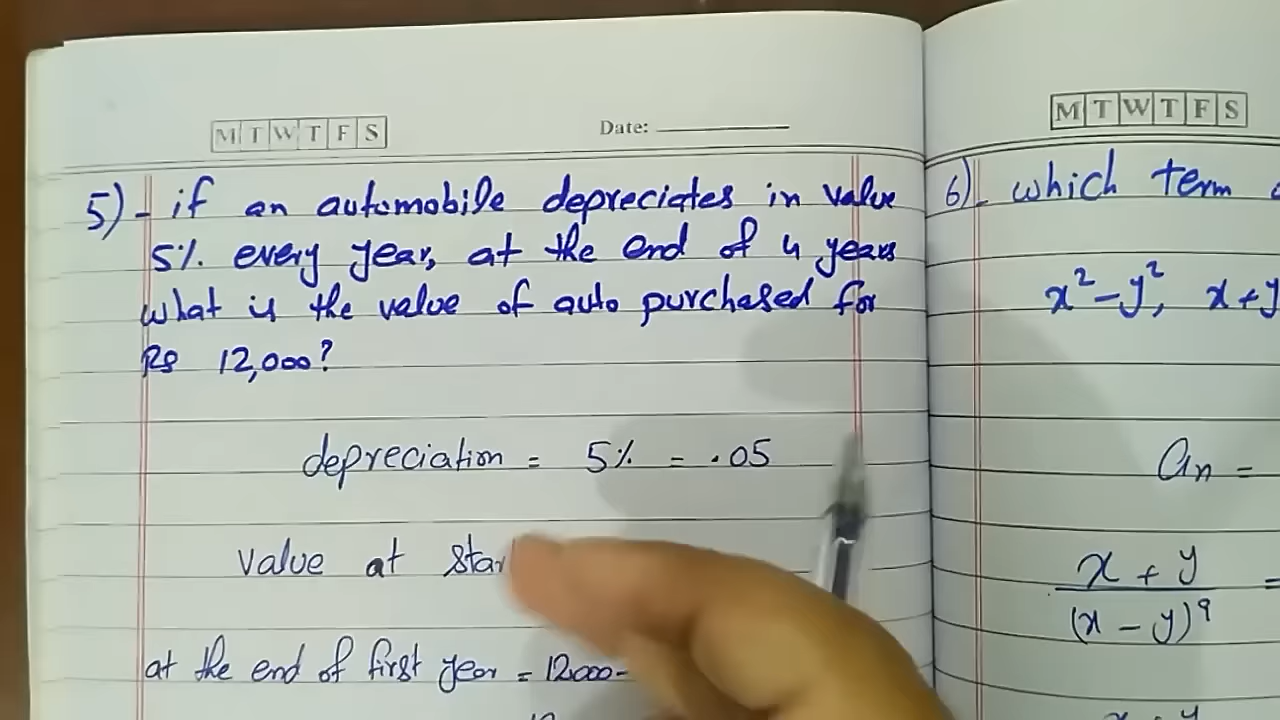 M T W T F S
Date:
5)- if an automobile depreciates in value
5% every year, at the end of 4 years
what is the value of auto purchased for
Rs 12,000?
depreciation = 5% = .05
value at
at the end of first year = 12000-
M T W T F S
6)- which term
x²-y², x+y
an =
x + y
(x - y)⁹
=